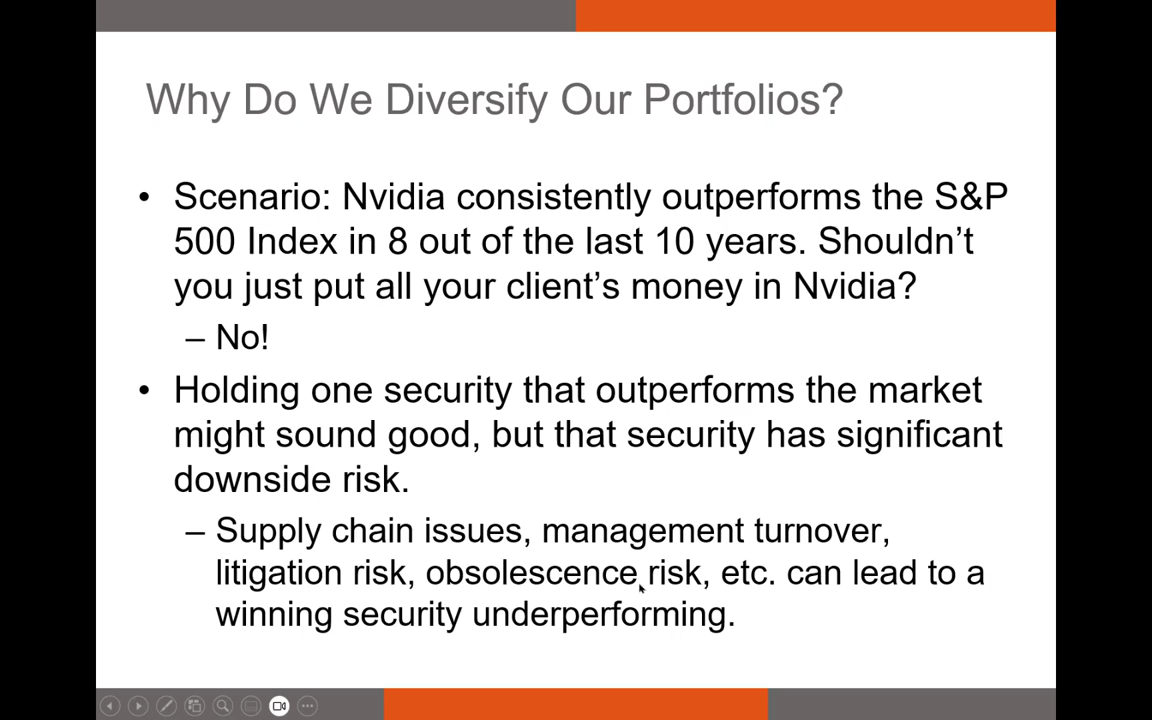 Why Do We Diversify Our Portfolios?
• Scenario: Nvidia consistently outperforms the S&P
500 Index in 8 out of the last 10 years. Shouldn’t
you just put all your client’s money in Nvidia?
– No!
• Holding one security that outperforms the market
might sound good, but that security has significant
downside risk.
– Supply chain issues, management turnover,
litigation risk, obsolescence risk, etc. can lead to a
winning security underperforming.